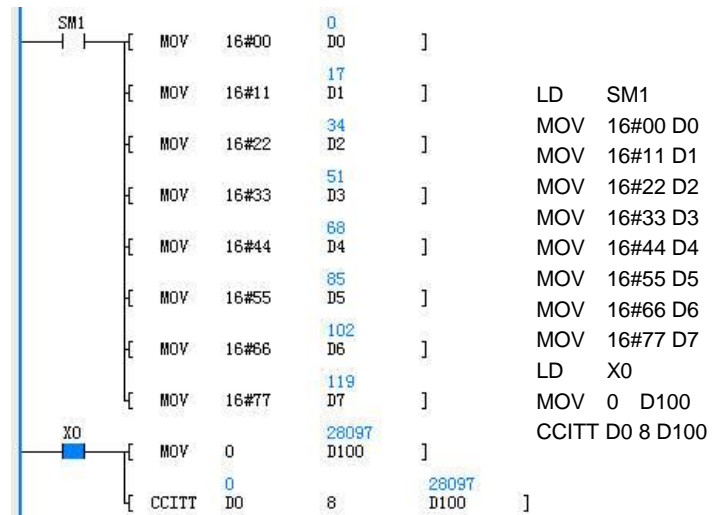 SM1
0
[ MOV 16#00 D0 ]
17
[ MOV 16#11 D1 ]
34
[ MOV 16#22 D2 ]
51
[ MOV 16#33 D3 ]
68
[ MOV 16#44 D4 ]
85
[ MOV 16#55 D5 ]
102
[ MOV 16#66 D6 ]
119
[ MOV 16#77 D7 ]
X0
28097
[ MOV 0 D100 ]
0 28097
[ CCITT D0 8 D100 ]
LD SM1
MOV 16#00 D0
MOV 16#11 D1
MOV 16#22 D2
MOV 16#33 D3
MOV 16#44 D4
MOV 16#55 D5
MOV 16#66 D6
MOV 16#77 D7
LD X0
MOV 0 D100
CCITT D0 8 D100